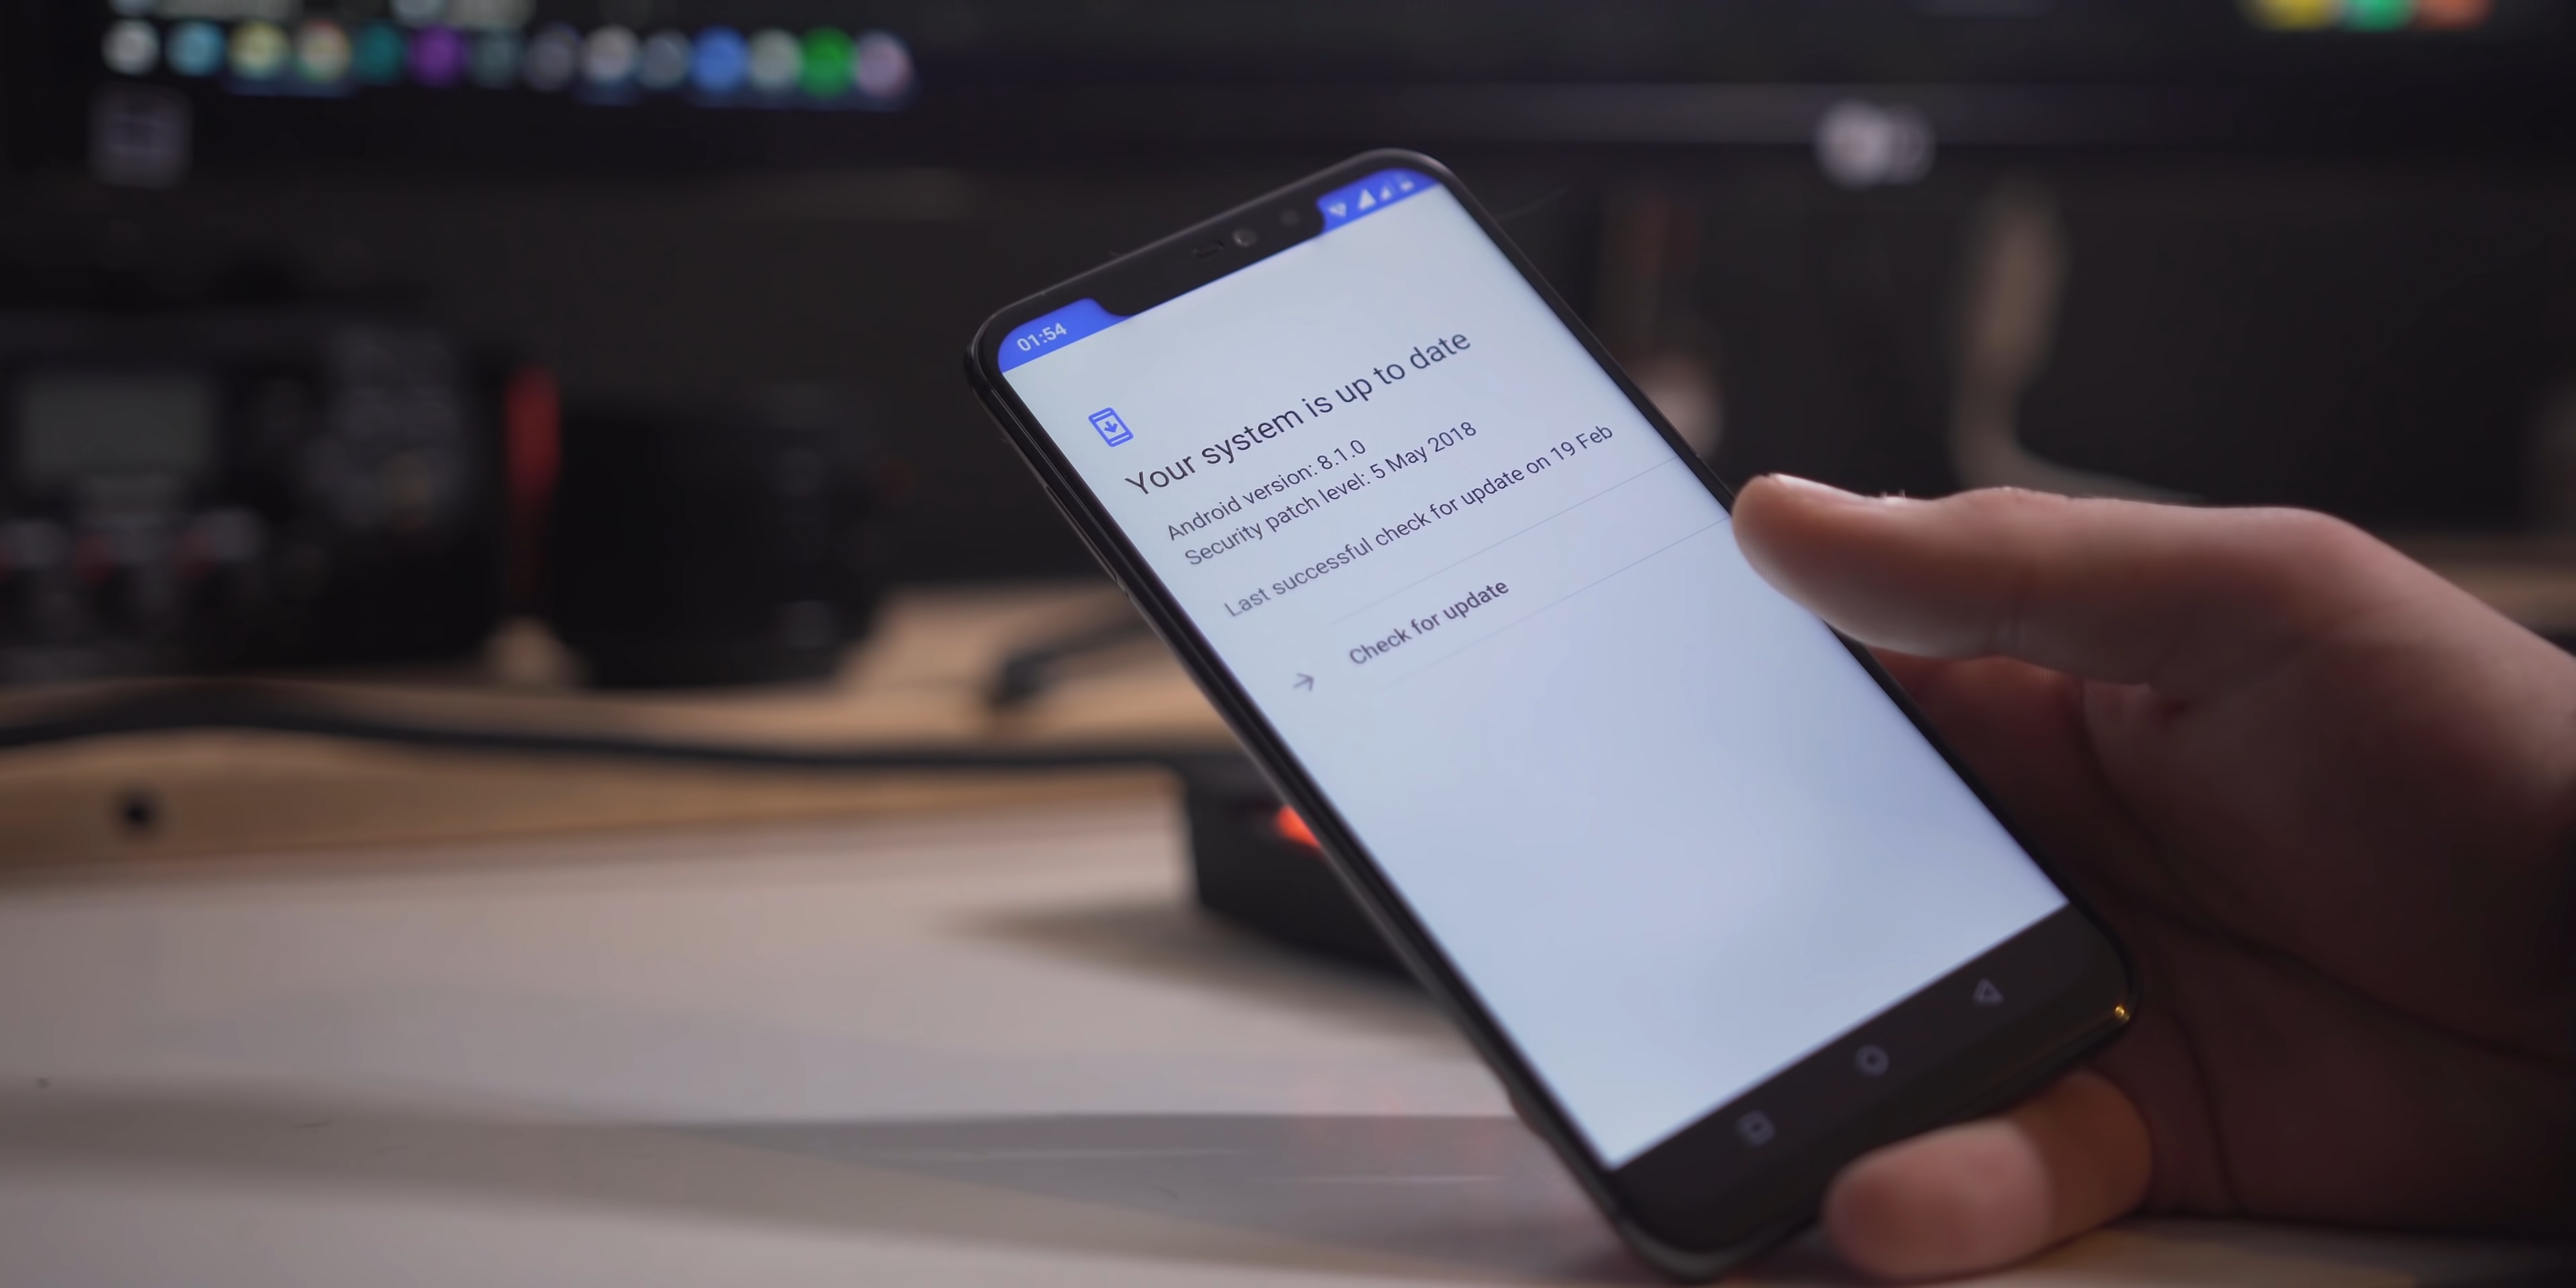 01:54
Your system is up to date
Android version: 8.1.0
Security patch level: 5 May 2018
Last successful check for update on 19 Feb
Check for update